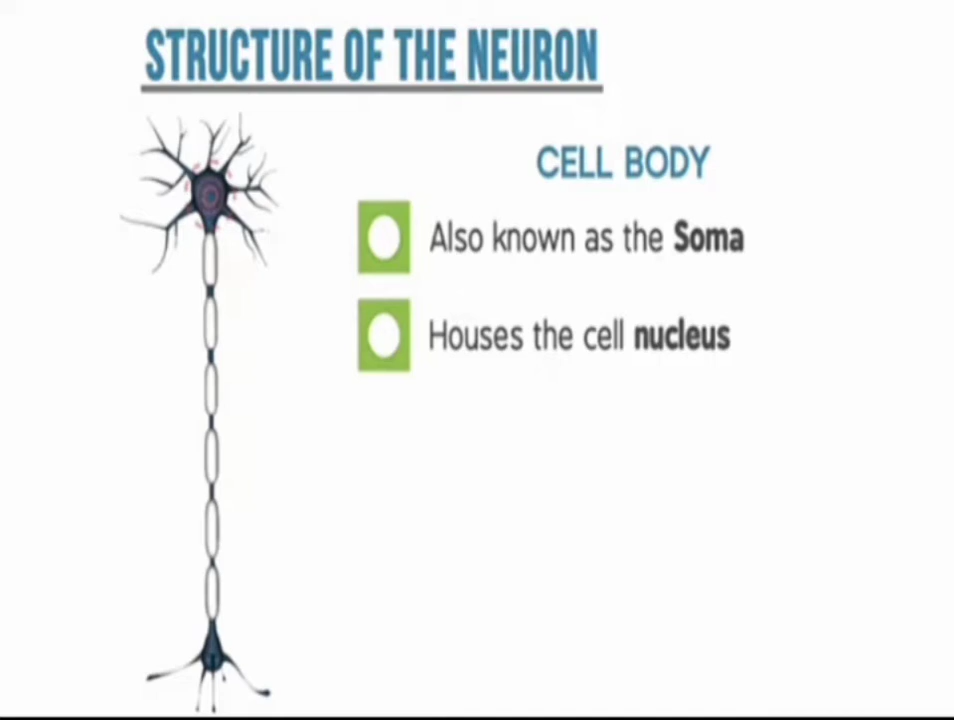 STRUCTURE OF THE NEURON
CELL BODY
Also known as the Soma
Houses the cell nucleus